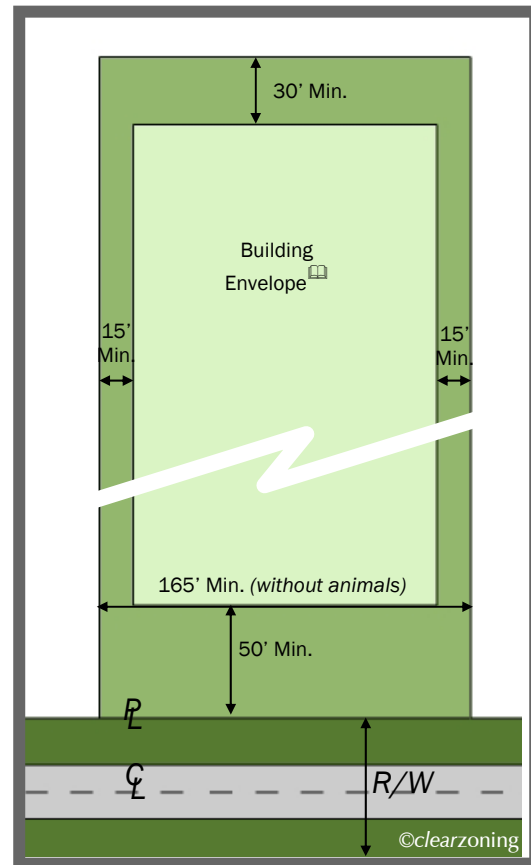 30’ Min.
Building
Envelope
15’
Min.
15’
Min.
165’ Min. (without animals)
50’ Min.
PL
CL
R/W
©clearzoning